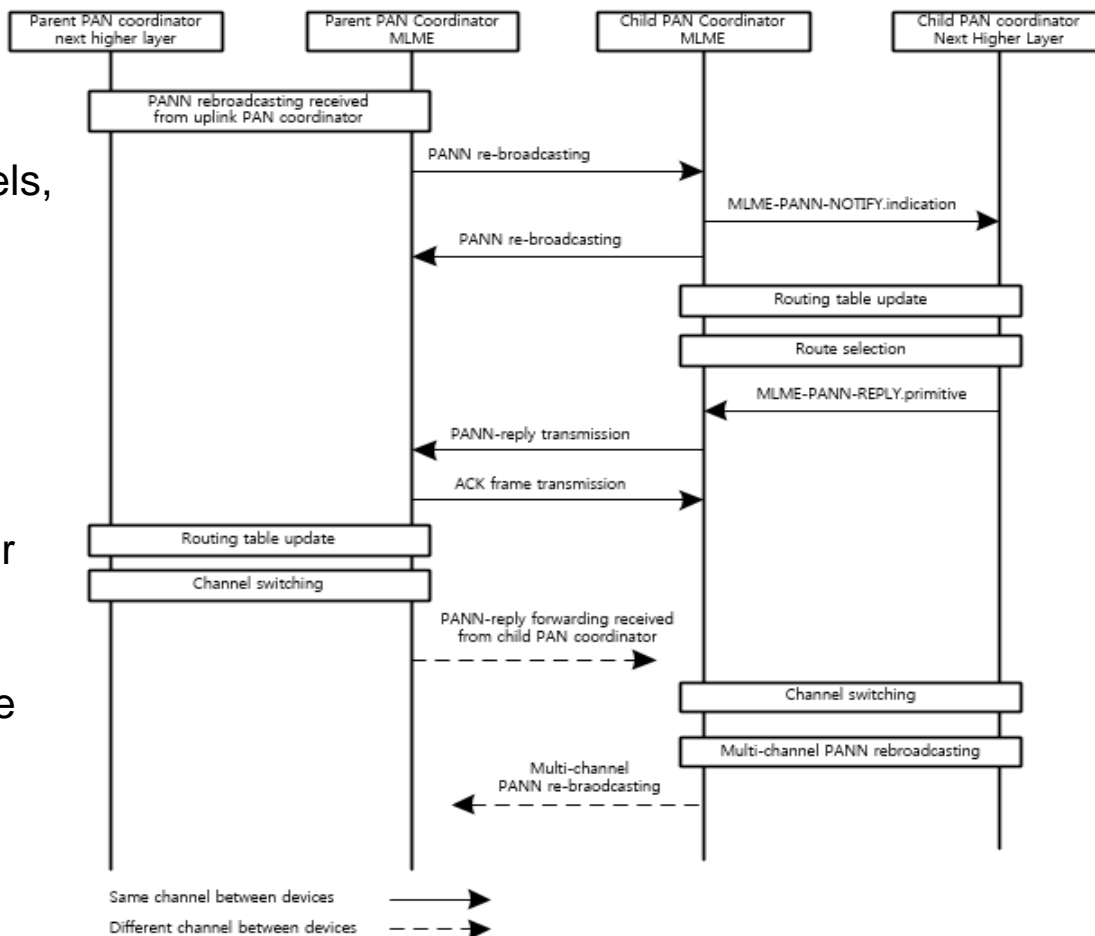 Parent PAN coordinator
next higher layer
Parent PAN Coordinator
MLME
Child PAN Coordinator
MLME
Child PAN coordinator
Next Higher Layer
PANN rebroadcasting received
from uplink PAN coordinator
PANN re-broadcasting
els,
MLME-PANN-NOTIFY.indication
PANN re-broadcasting
Routing table update
Route selection
MLME-PANN-REPLY.primitive
PANN-reply transmission
ACK frame transmission
Routing table update
r
Channel switching
PANN-reply forwarding received
from child PAN coordinator
Channel switching
e
Multi-channel PANN rebroadcasting
Multi-channel
PANN re-braodcasting
Same channel between devices
Different channel between devices